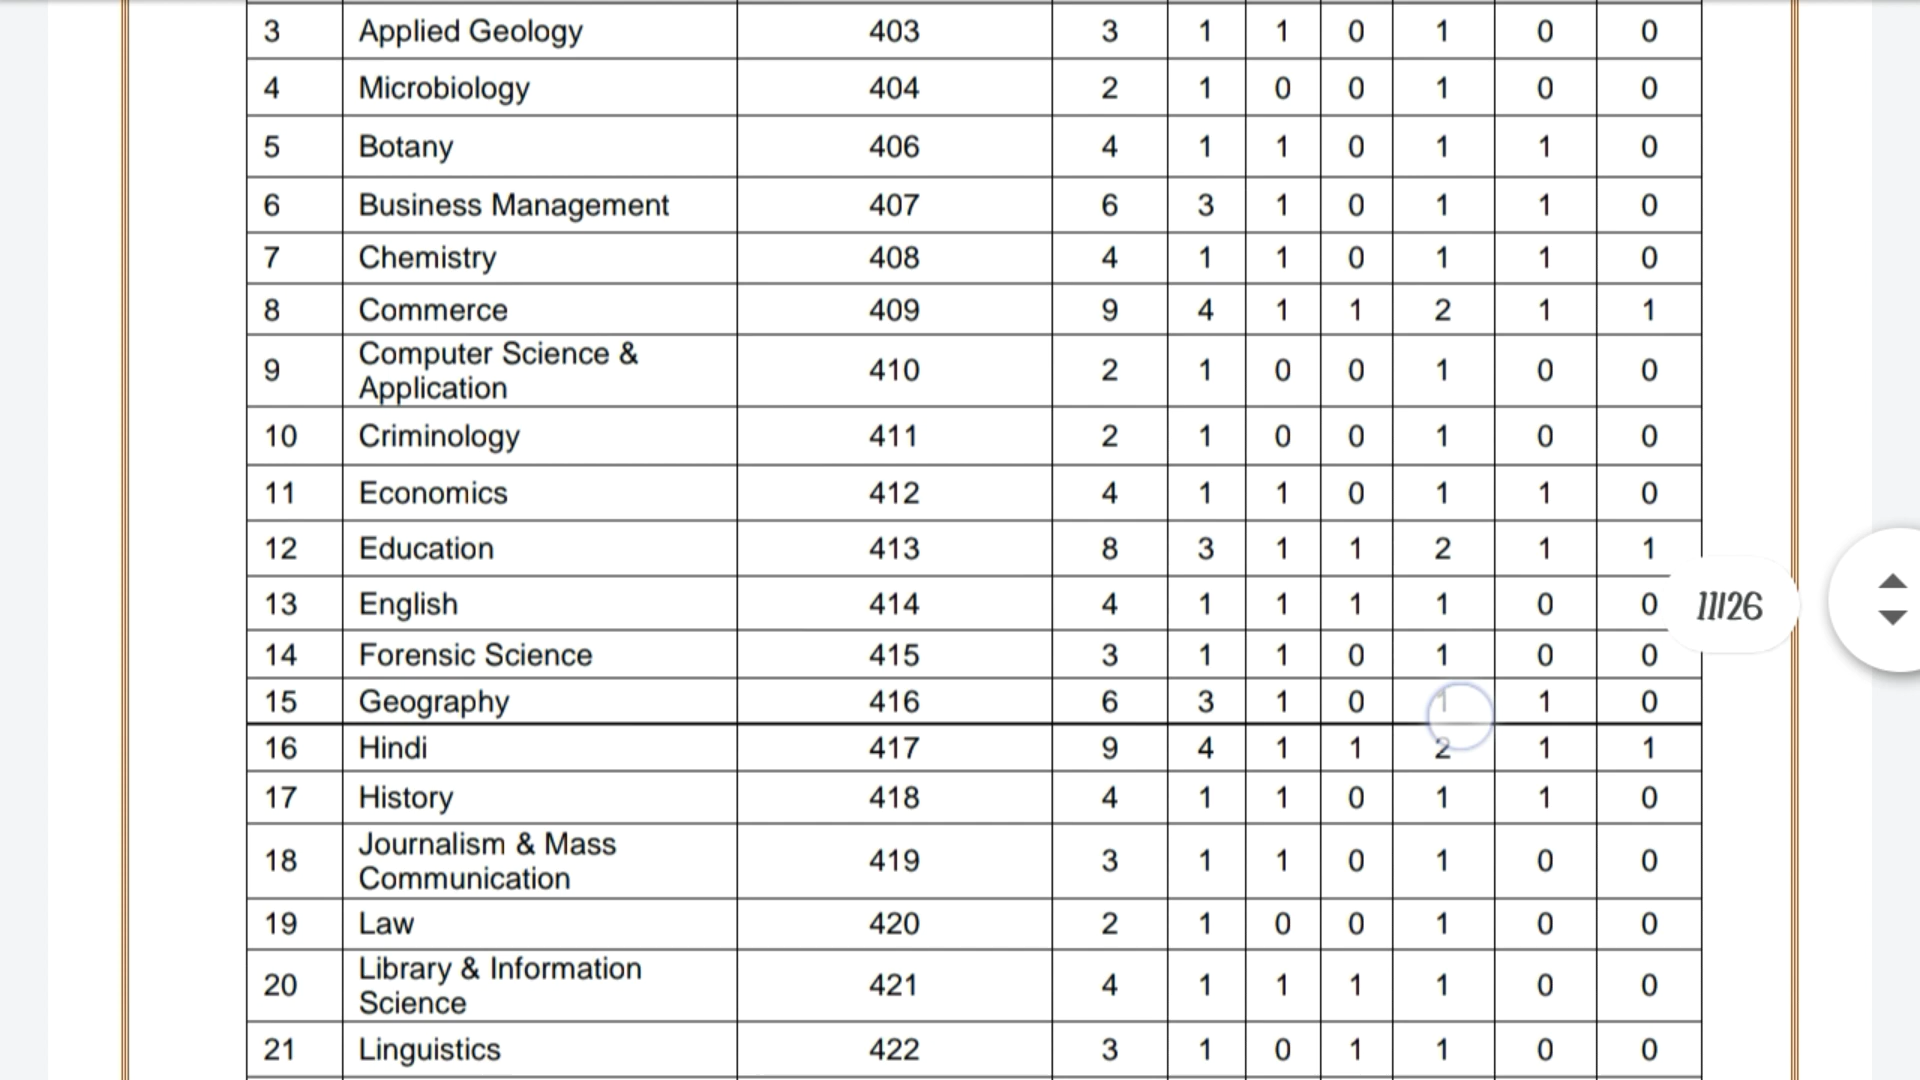 3 Applied Geology 403 3 1 1 0 1 0 0
4 Microbiology 404 2 1 0 0 1 0 0
5 Botany 406 4 1 1 0 1 1 0
6 Business Management 407 6 3 1 0 1 1 0
7 Chemistry 408 4 1 1 0 1 1 0
8 Commerce 409 9 4 1 1 2 1 1
9 Computer Science &
Application 410 2 1 0 0 1 0 0
10 Criminology 411 2 1 0 0 1 0 0
11 Economics 412 4 1 1 0 1 1 0
12 Education 413 8 3 1 1 2 1 1
13 English 414 4 1 1 1 1 0 0
11/26
14 Forensic Science 415 3 1 1 0 1 0 0
15 Geography 416 6 3 1 0 1 1 0
16 Hindi 417 9 4 1 1 2 1 1
17 History 418 4 1 1 0 1 1 0
18 Journalism & Mass
Communication 419 3 1 1 0 1 0 0
19 Law 420 2 1 0 0 1 0 0
20 Library & Information
Science 421 4 1 1 1 1 0 0
21 Linguistics 422 3 1 0 1 1 0 0